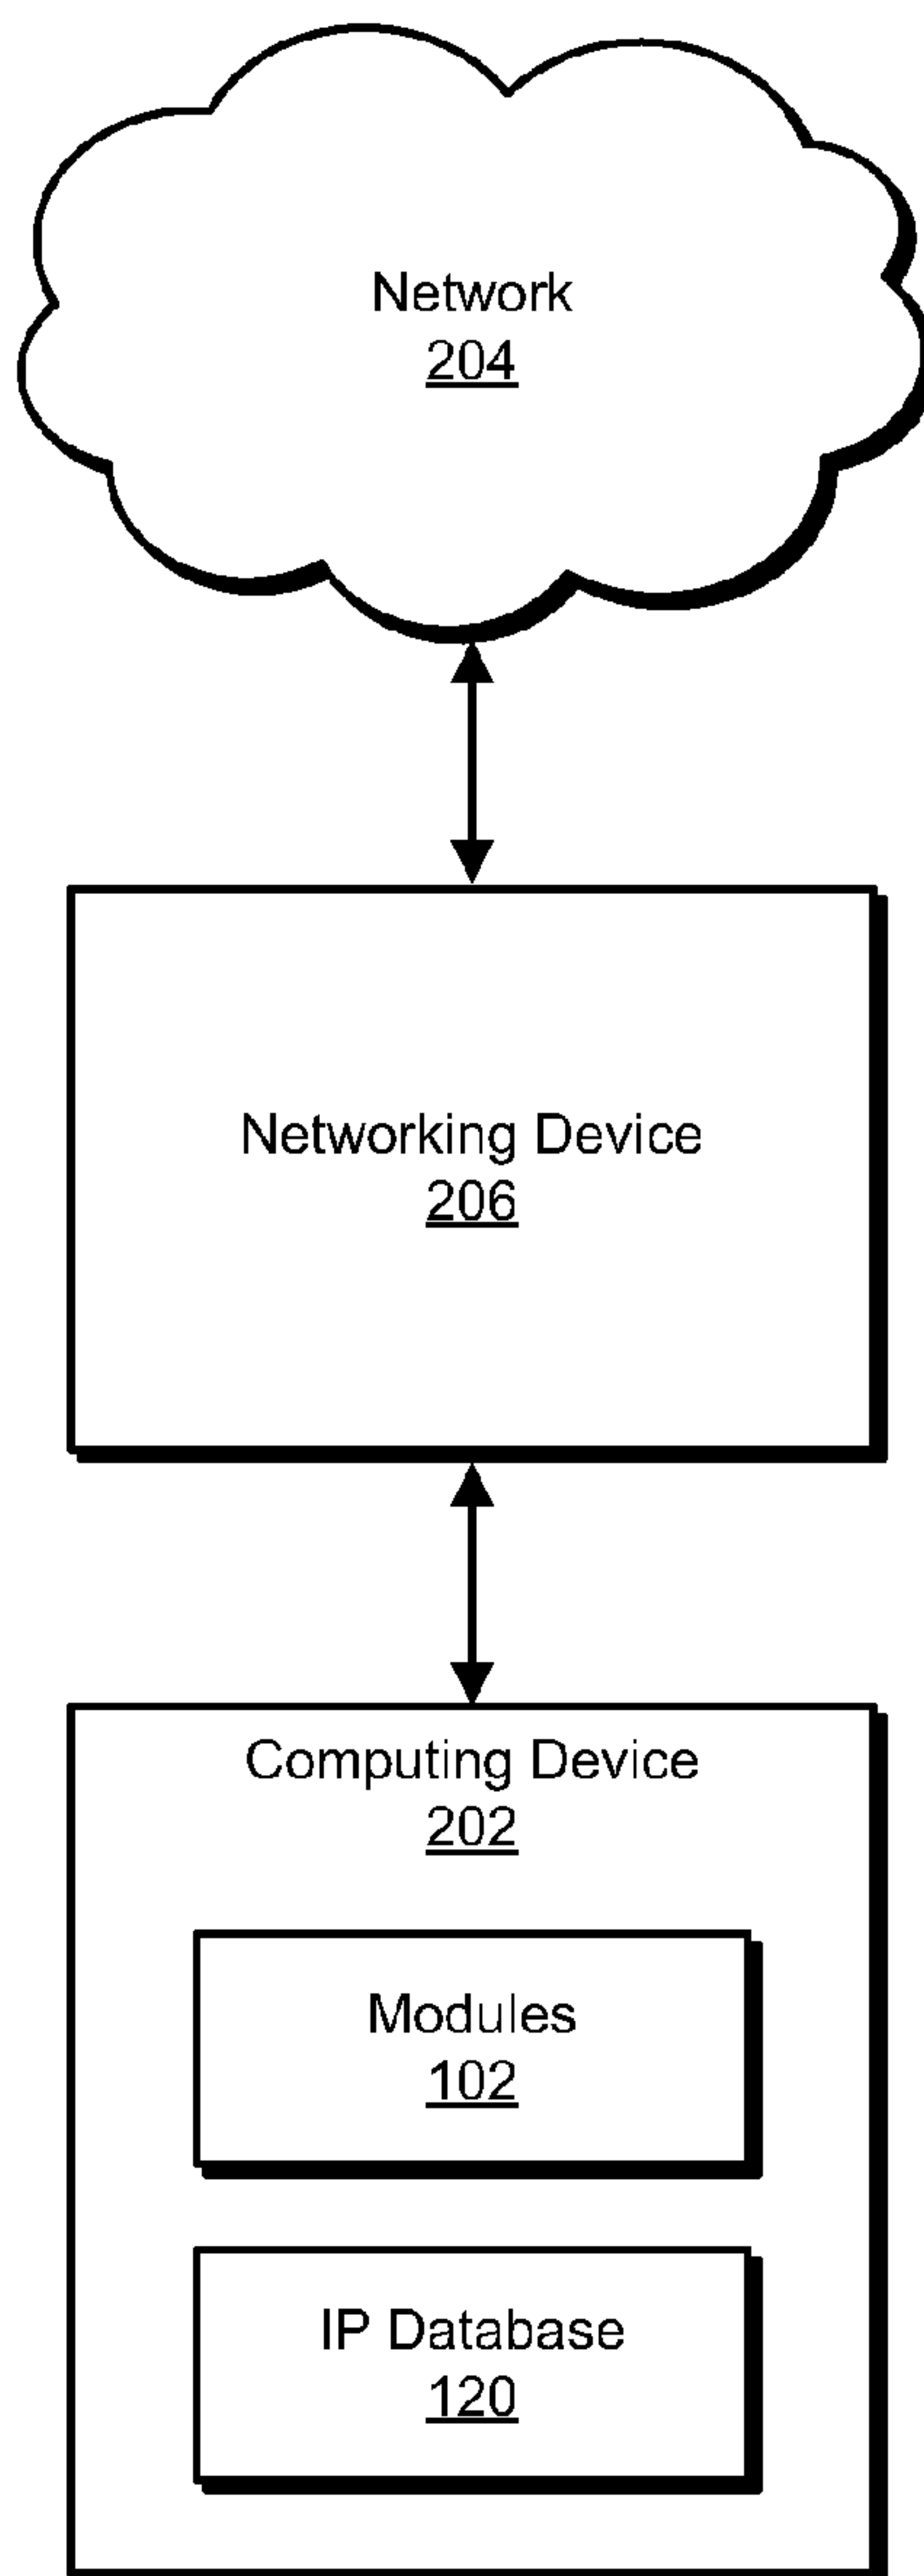 Network
204
Networking Device
206
Computing Device
202
Modules
102
IP Database
120